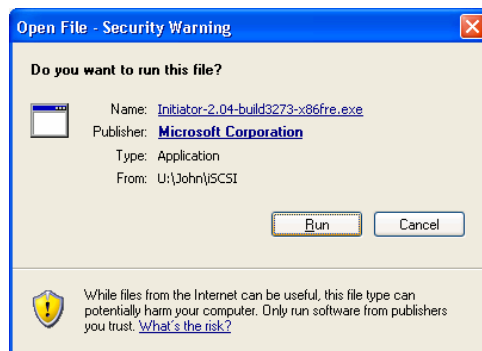 Open File - Security Warning
Do you want to run this file?
Name: Initiator-2.04-build3273-x86fre.exe
Publisher: Microsoft Corporation
Type: Application
From: U:\John\iSCSI
Run Cancel
While files from the Internet can be useful, this file type can
potentially harm your computer. Only run software from publishers
you trust. What's the risk?